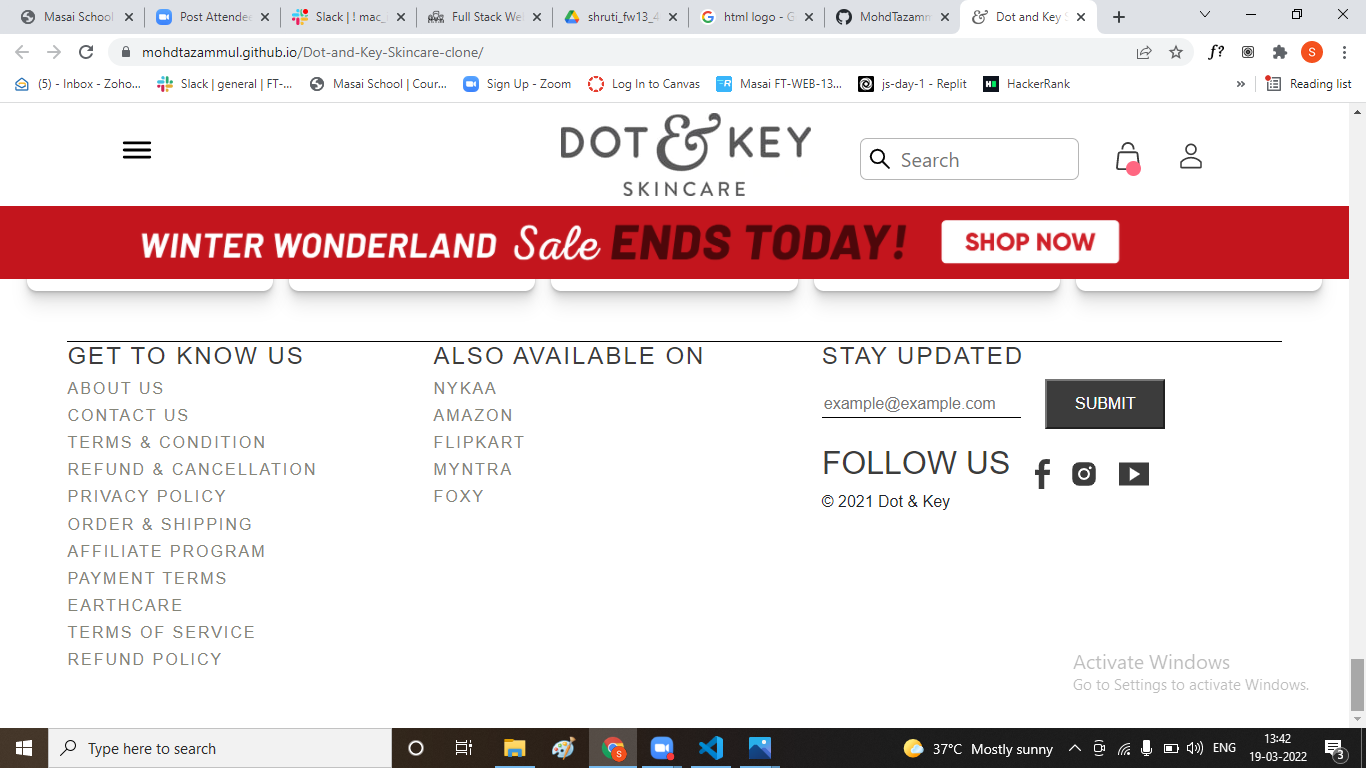 Masai School
Post Attende
Slack | ! mac_
Full Stack We
shruti_fw13_4
html logo - G
MohdTazamm
Dot and Key S
mohdtazammul.github.io/Dot-and-Key-Skincare-clone/
f?
S
(5) - Inbox - Zoho...
Slack | general | FT-...
Masai School | Cour...
Sign Up - Zoom
Log In to Canvas
Masai FT-WEB-13...
js-day-1 - Replit
HackerRank
»
Reading list
DOT & KEY
SKINCARE
Search
WINTER WONDERLAND Sale ENDS TODAY! SHOP NOW
GET TO KNOW US
ABOUT US
CONTACT US
TERMS & CONDITION
REFUND & CANCELLATION
PRIVACY POLICY
ORDER & SHIPPING
AFFILIATE PROGRAM
PAYMENT TERMS
EARTHCARE
TERMS OF SERVICE
REFUND POLICY
ALSO AVAILABLE ON
NYKAA
AMAZON
FLIPKART
MYNTRA
FOXY
STAY UPDATED
example@example.com
SUBMIT
FOLLOW US
© 2021 Dot & Key
Activate Windows
Go to Settings to activate Windows.
Type here to search
S
37°C Mostly sunny
ENG
13:42
19-03-2022
3